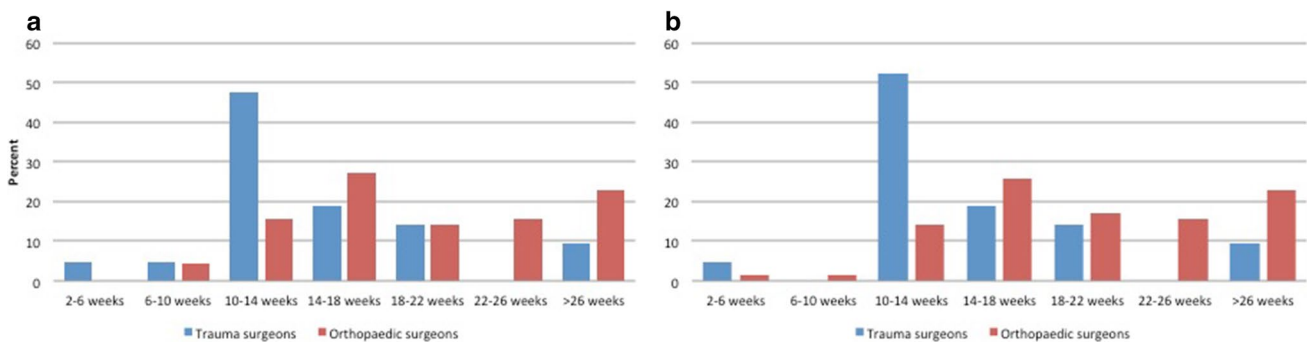 a
60
50
40
30
20
10
0
Percent
2-6 weeks 6-10 weeks 10-14 weeks 14-18 weeks 18-22 weeks 22-26 weeks >26 weeks
Trauma surgeons Orthopaedic surgeons
b
60
50
40
30
20
10
0
2-6 weeks 6-10 weeks 10-14 weeks 14-18 weeks 18-22 weeks 22-26 weeks >26 weeks
Trauma surgeons Orthopaedic surgeons